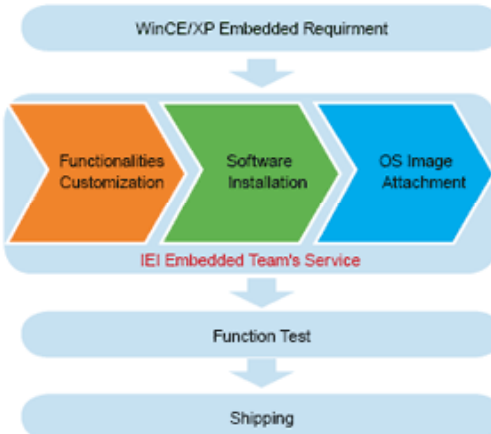 WinCE/XP Embedded Requirment
Functionalities
Customization
Software
Installation
OS Image
Attachment
IEI Embedded Team's Service
Function Test
Shipping